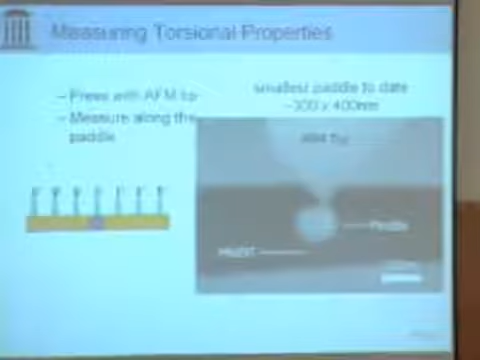 Measuring Torsional Properties
– Press with AFM tip
– Measure along the
paddle
smallest paddle to date
~300 x 400nm
AFM Tip
Paddle
MWNT